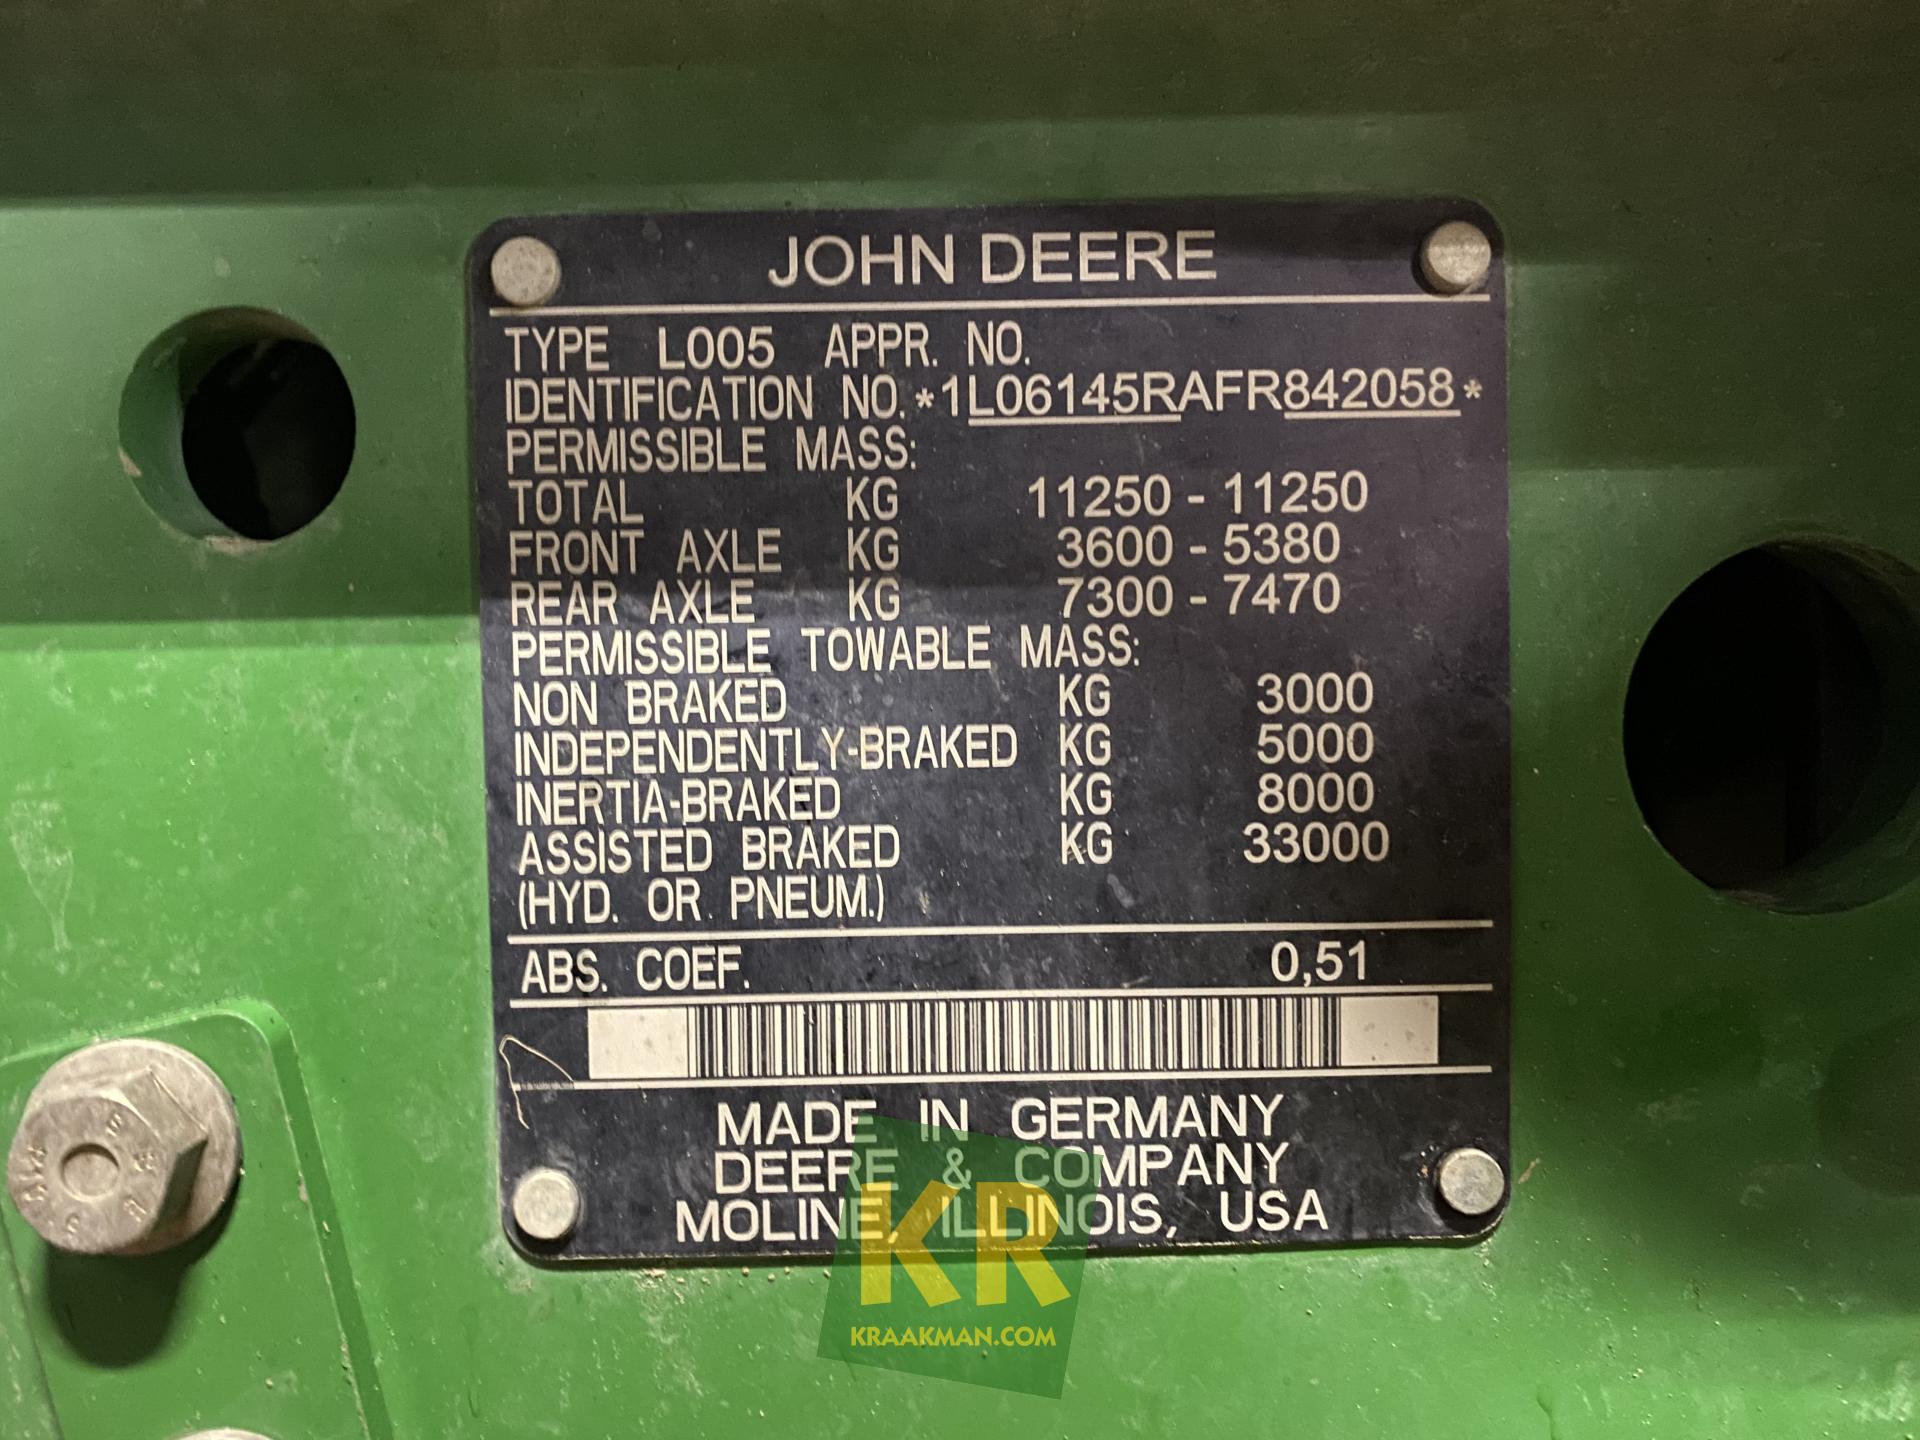 JOHN DEERE
TYPE L005 APPR. NO.
IDENTIFICATION NO. *1L06145RAFR842058*
PERMISSIBLE MASS:
TOTAL KG 11250 - 11250
FRONT AXLE KG 3600 - 5380
REAR AXLE KG 7300 - 7470
PERMISSIBLE TOWABLE MASS:
NON BRAKED KG 3000
INDEPENDENTLY-BRAKED KG 5000
INERTIA-BRAKED KG 8000
ASSISTED BRAKED KG 33000
(HYD. OR PNEUM.)
ABS. COEF. 0,51
MADE IN GERMANY
DEERE & COMPANY
MOLINE, ILLINOIS, USA
KR
KRAAKMAN.COM